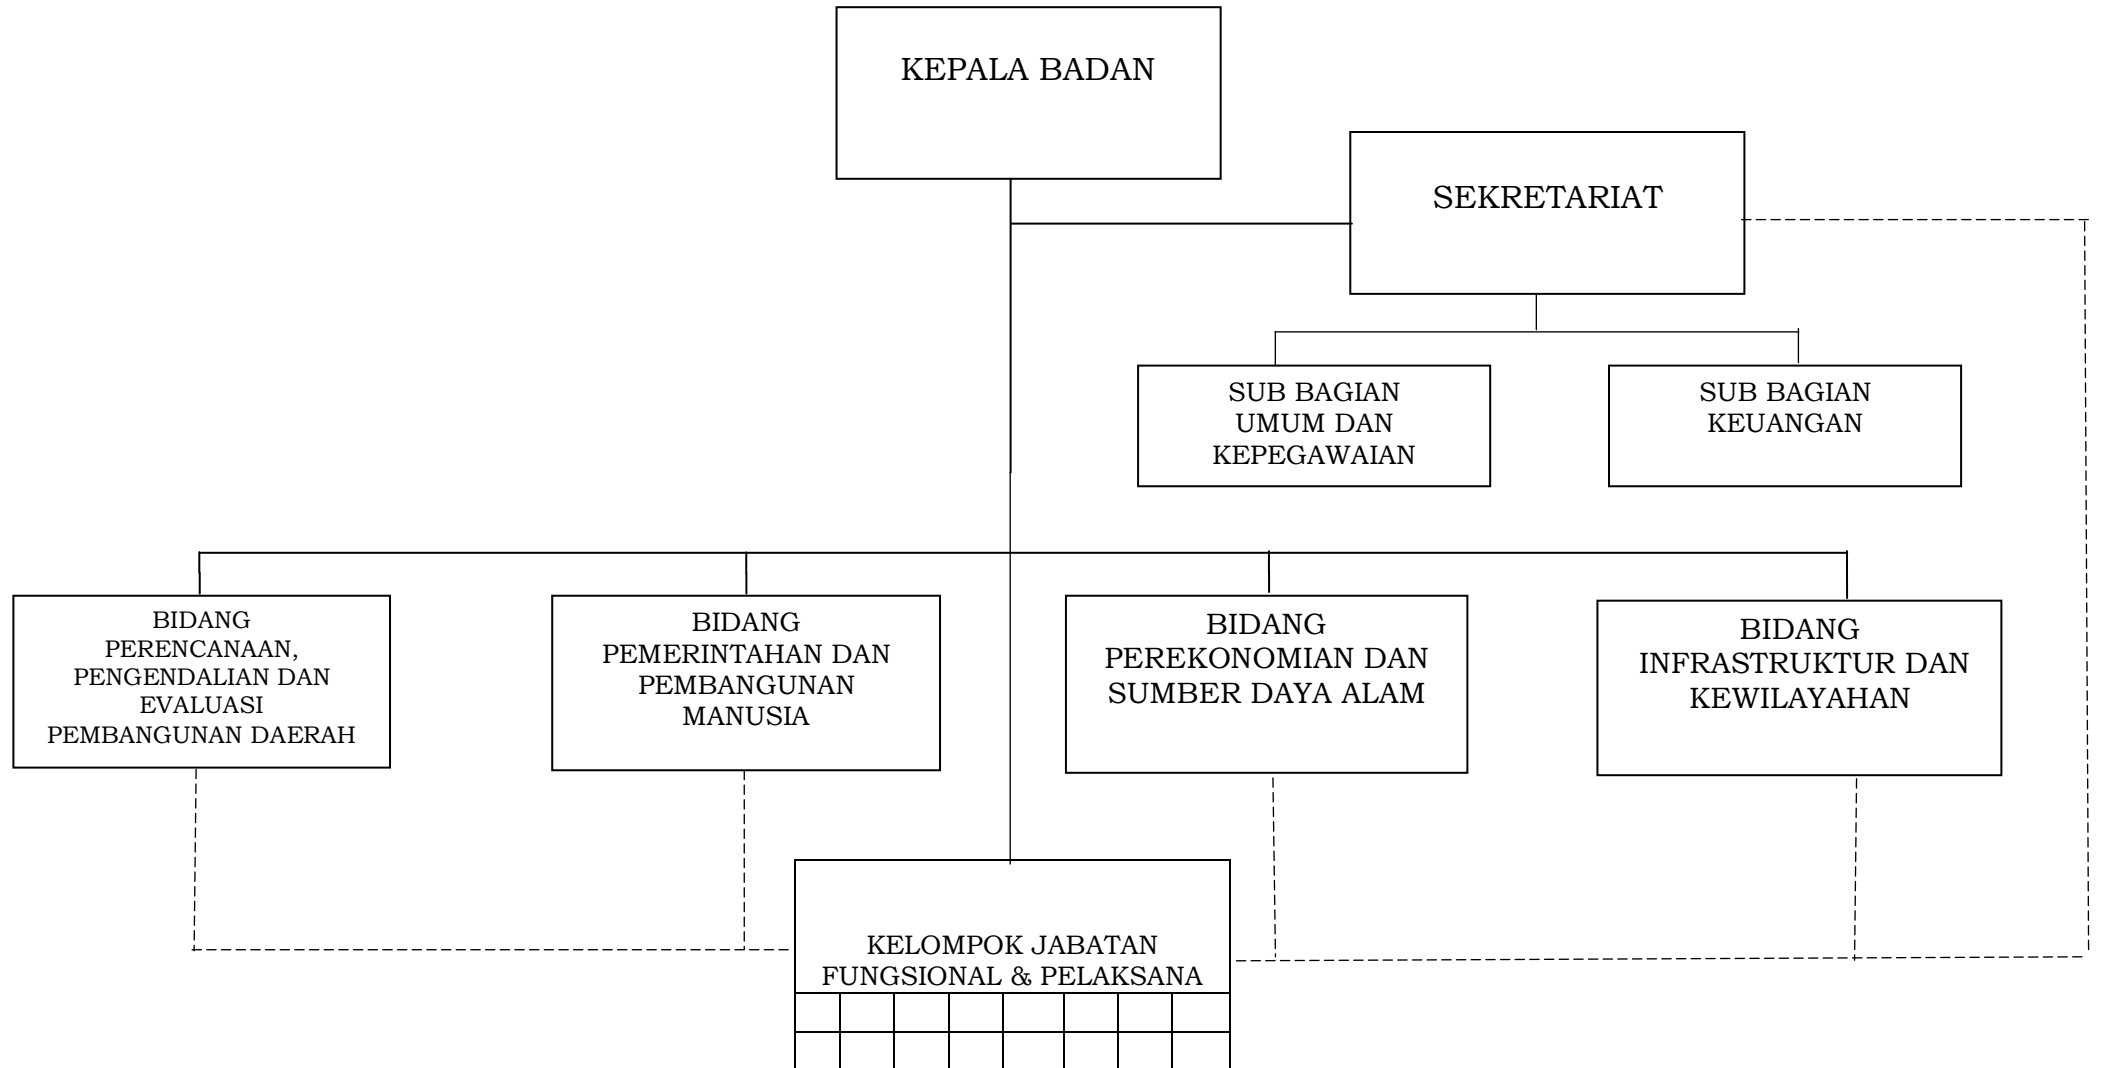 KEPALA BADAN
SEKRETARIAT
SUB BAGIAN
UMUM DAN
KEPEGAWAIAN
SUB BAGIAN
KEUANGAN
BIDANG
PERENCANAAN,
PENGENDALIAN DAN
EVALUASI
PEMBANGUNAN DAERAH
BIDANG
PEMERINTAHAN DAN
PEMBANGUNAN
MANUSIA
BIDANG
PEREKONOMIAN DAN
SUMBER DAYA ALAM
BIDANG
INFRASTRUKTUR DAN
KEWILAYAHAN
KELOMPOK JABATAN
FUNGSIONAL & PELAKSANA